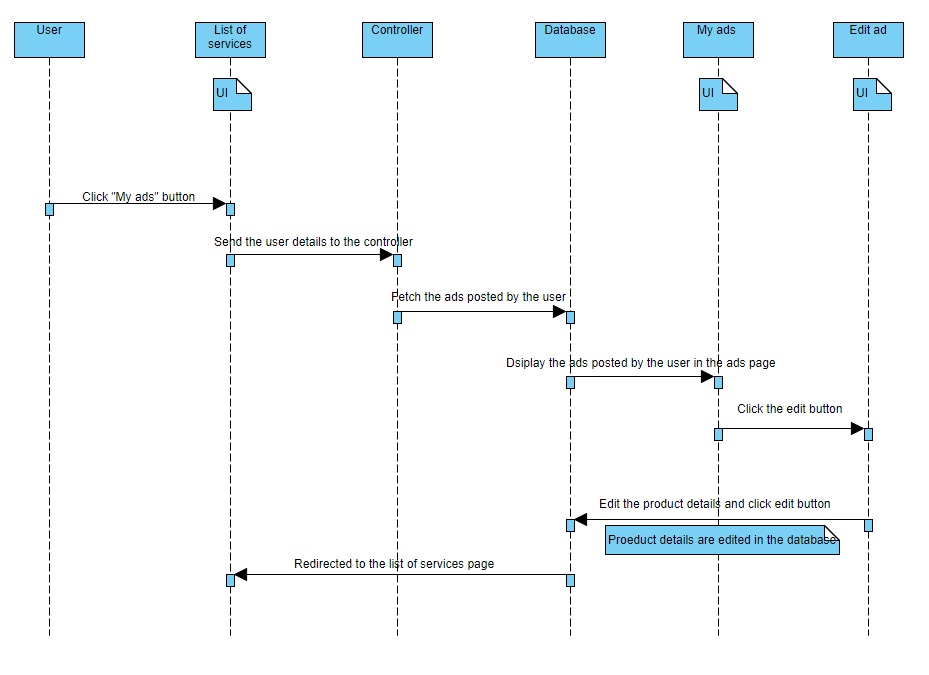 User
List of
services
Controller
Database
My ads
Edit ad
UI
UI
UI
Click "My ads" button
Send the user details to the controller
Fetch the ads posted by the user
Dsiplay the ads posted by the user in the ads page
Click the edit button
Edit the product details and click edit button
Proeduct details are edited in the database
Redirected to the list of services page